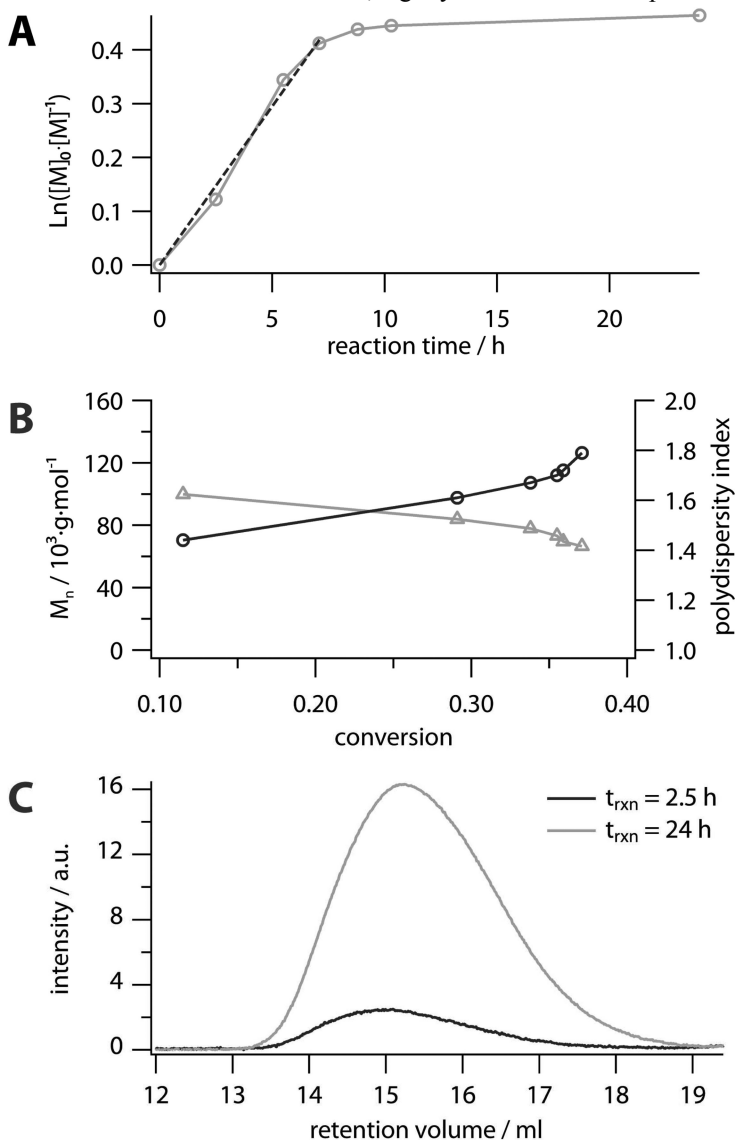 A
Ln([M]₀·[M]⁻¹)
0.4
0.3
0.2
0.1
0.0
0 5 10 15 20
reaction time / h
B
Mₙ / 10³·g·mol⁻¹
160
120
80
40
0
2.0
1.8
1.6
1.4
1.2
1.0
polydispersity index
0.10 0.20 0.30 0.40
conversion
C
intensity / a.u.
16
12
8
4
0
tᵣₓₙ = 2.5 h
tᵣₓₙ = 24 h
12 13 14 15 16 17 18 19
retention volume / ml